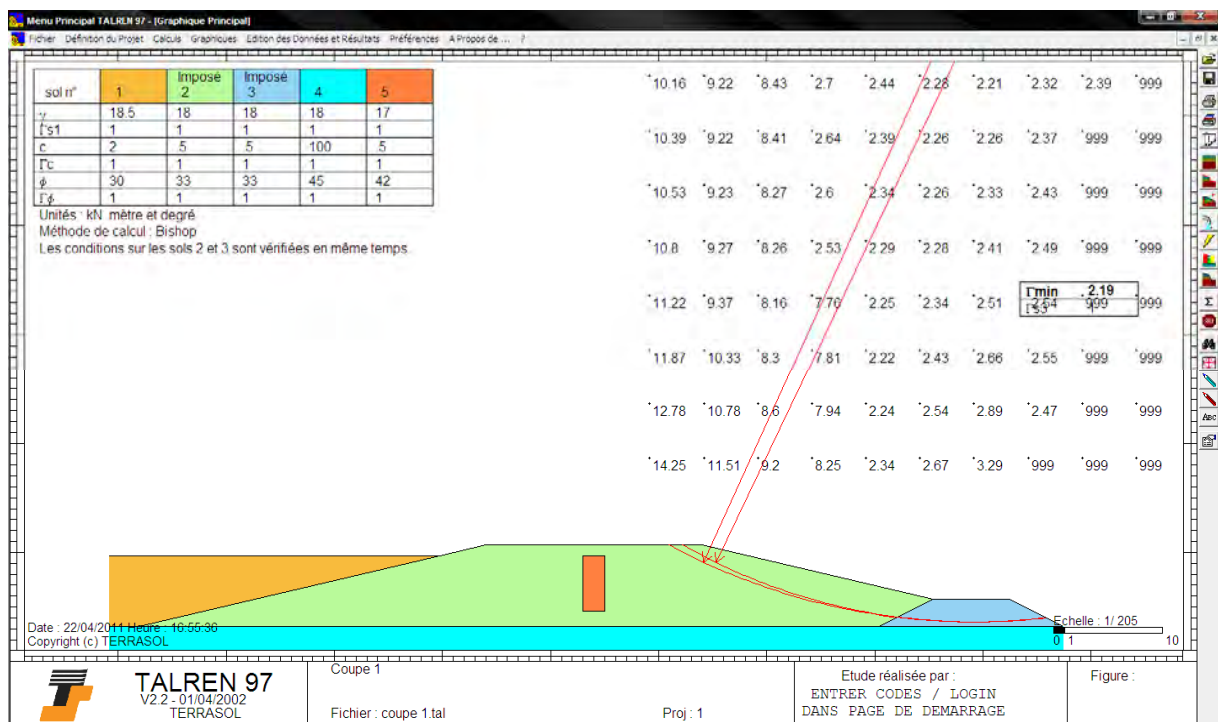 Menu Principal TALREN 97 - [Graphique Principal]
Fichier Définition du Projet Calculs Graphiques Edition des Données et Résultats Préférences A Propos de ... ?
sol n° 1 Imposé 2 Imposé 3 4 5
γ 18.5 18 18 18 17
Γs1 1 1 1 1 1
c 2 5 5 100 5
Γc 1 1 1 1 1
ϕ 30 33 33 45 42
Γϕ 1 1 1 1 1
Unités : kN mètre et degré
Méthode de calcul : Bishop
Les conditions sur les sols 2 et 3 sont vérifiées en même temps.
10.16 9.22 8.43 2.7 2.44 2.28 2.21 2.32 2.39 999
10.39 9.22 8.41 2.64 2.39 2.26 2.26 2.37 999 999
10.53 9.23 8.27 2.6 2.34 2.26 2.33 2.43 999 999
10.8 9.27 8.26 2.53 2.29 2.28 2.41 2.49 999 999
Γmin 2.19
11.22 9.37 8.16 7.76 2.25 2.34 2.51 2.54 999 999
Γs3 1
11.87 10.33 8.3 7.81 2.22 2.43 2.66 2.55 999 999
12.78 10.78 8.6 7.94 2.24 2.54 2.89 2.47 999 999
14.25 11.51 9.2 8.25 2.34 2.67 3.29 999 999 999
Date : 22/04/2011 Heure : 16:55:36
Copyright (c) TERRASOL
Echelle : 1/ 205
0 1 10
TALREN 97
V2.2 - 01/04/2002
TERRASOL
Coupe 1
Fichier : coupe 1.tal
Proj : 1
Etude réalisée par :
ENTRER CODES / LOGIN
DANS PAGE DE DEMARRAGE
Figure :
Σ
Abc